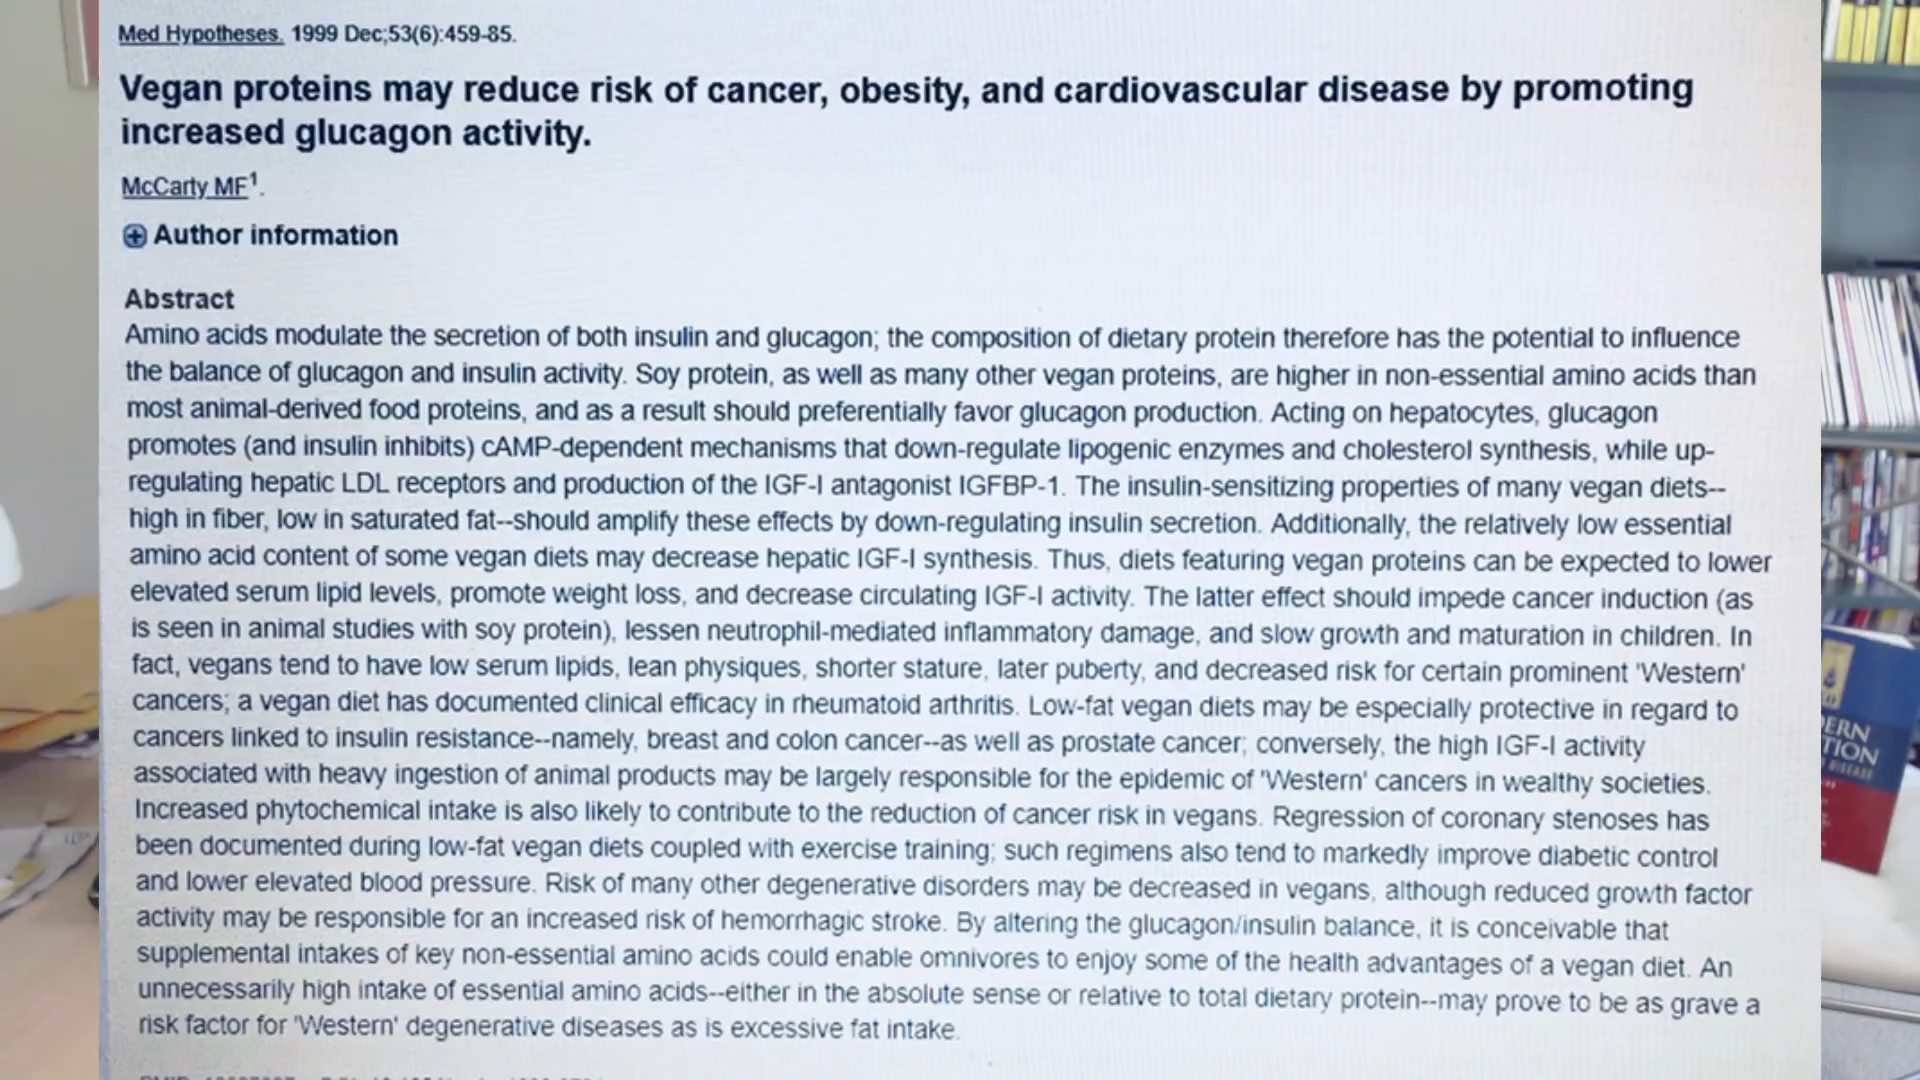 Med Hypotheses. 1999 Dec;53(6):459-85.
Vegan proteins may reduce risk of cancer, obesity, and cardiovascular disease by promoting
increased glucagon activity.
McCarty MF1.
Author information
Abstract
Amino acids modulate the secretion of both insulin and glucagon; the composition of dietary protein therefore has the potential to influence
the balance of glucagon and insulin activity. Soy protein, as well as many other vegan proteins, are higher in non-essential amino acids than
most animal-derived food proteins, and as a result should preferentially favor glucagon production. Acting on hepatocytes, glucagon
promotes (and insulin inhibits) cAMP-dependent mechanisms that down-regulate lipogenic enzymes and cholesterol synthesis, while up-
regulating hepatic LDL receptors and production of the IGF-I antagonist IGFBP-1. The insulin-sensitizing properties of many vegan diets--
high in fiber, low in saturated fat--should amplify these effects by down-regulating insulin secretion. Additionally, the relatively low essential
amino acid content of some vegan diets may decrease hepatic IGF-I synthesis. Thus, diets featuring vegan proteins can be expected to lower
elevated serum lipid levels, promote weight loss, and decrease circulating IGF-I activity. The latter effect should impede cancer induction (as
is seen in animal studies with soy protein), lessen neutrophil-mediated inflammatory damage, and slow growth and maturation in children. In
fact, vegans tend to have low serum lipids, lean physiques, shorter stature, later puberty, and decreased risk for certain prominent 'Western'
cancers; a vegan diet has documented clinical efficacy in rheumatoid arthritis. Low-fat vegan diets may be especially protective in regard to
cancers linked to insulin resistance--namely, breast and colon cancer--as well as prostate cancer; conversely, the high IGF-I activity
associated with heavy ingestion of animal products may be largely responsible for the epidemic of 'Western' cancers in wealthy societies.
Increased phytochemical intake is also likely to contribute to the reduction of cancer risk in vegans. Regression of coronary stenoses has
been documented during low-fat vegan diets coupled with exercise training; such regimens also tend to markedly improve diabetic control
and lower elevated blood pressure. Risk of many other degenerative disorders may be decreased in vegans, although reduced growth factor
activity may be responsible for an increased risk of hemorrhagic stroke. By altering the glucagon/insulin balance, it is conceivable that
supplemental intakes of key non-essential amino acids could enable omnivores to enjoy some of the health advantages of a vegan diet. An
unnecessarily high intake of essential amino acids--either in the absolute sense or relative to total dietary protein--may prove to be as grave a
risk factor for 'Western' degenerative diseases as is excessive fat intake.
ERN
TION
DISEASE